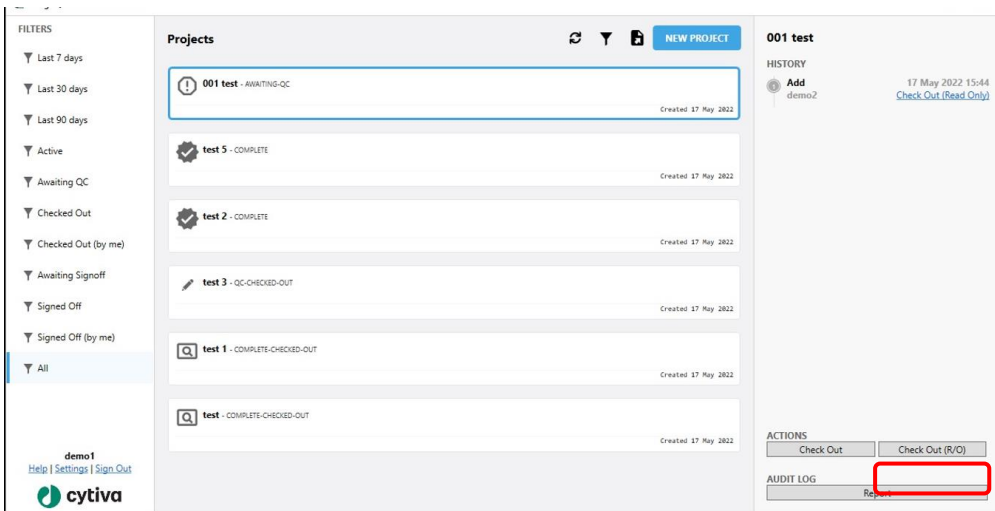 FILTERS
Last 7 days
Last 30 days
Last 90 days
Active
Awaiting QC
Checked Out
Checked Out (by me)
Awaiting Signoff
Signed Off
Signed Off (by me)
All
demo1
Help | Settings | Sign Out
cytiva
Projects
NEW PROJECT
001 test - AWAITING-QC
Created 17 May 2022
test 5 - COMPLETE
Created 17 May 2022
test 2 - COMPLETE
Created 17 May 2022
test 3 - QC-CHECKED-OUT
Created 17 May 2022
test 1 - COMPLETE-CHECKED-OUT
Created 17 May 2022
test - COMPLETE-CHECKED-OUT
Created 17 May 2022
001 test
HISTORY
Add 17 May 2022 15:44
demo2 Check Out (Read Only)
ACTIONS
Check Out Check Out (R/O)
AUDIT LOG
Report